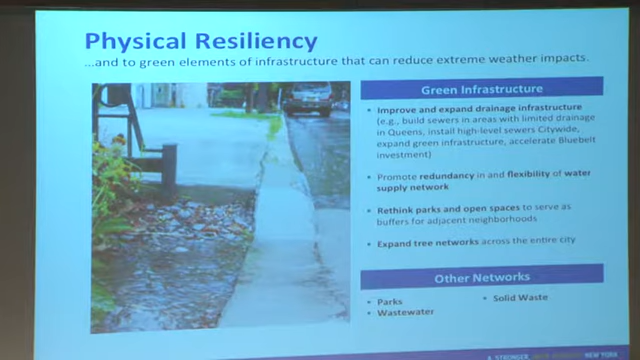 Physical Resiliency
...and to green elements of infrastructure that can reduce extreme weather impacts.
Green Infrastructure
• Improve and expand drainage infrastructure
(e.g., build sewers in areas with limited drainage
in Queens, install high-level sewers Citywide,
expand green infrastructure, accelerate Bluebelt
investment)
• Promote redundancy in and flexibility of water
supply network
• Rethink parks and open spaces to serve as
buffers for adjacent neighborhoods
• Expand tree networks across the entire city
Other Networks
• Parks
• Wastewater
• Solid Waste
A STRONGER, NEW YORK